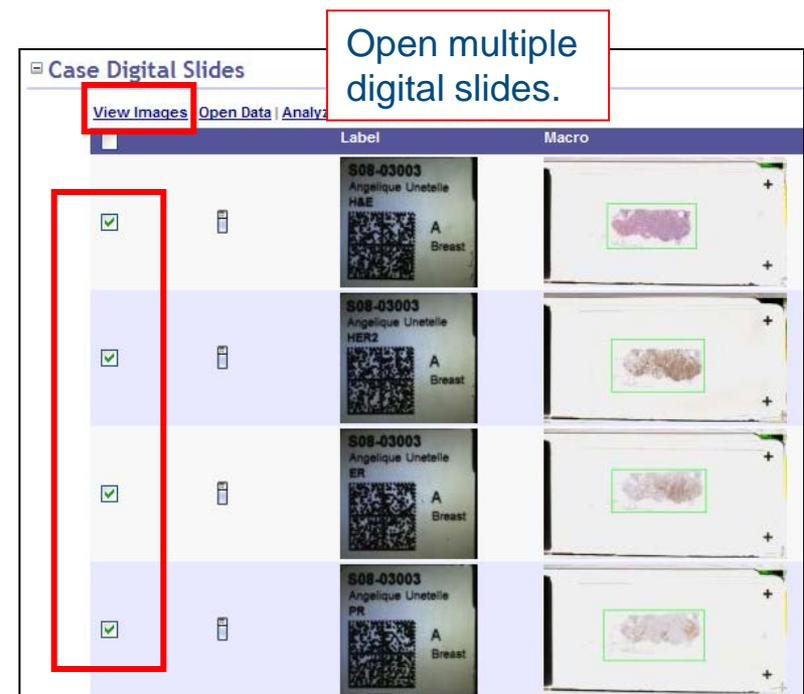 Open multiple
digital slides.
Case Digital Slides
View Images Open Data | Analyz
Label Macro
S08-03003
Angelique Unetelle
H&E
A
Breast
S08-03003
Angelique Unetelle
HER2
A
Breast
S08-03003
Angelique Unetelle
ER
A
Breast
S08-03003
Angelique Unetelle
PR
A
Breast